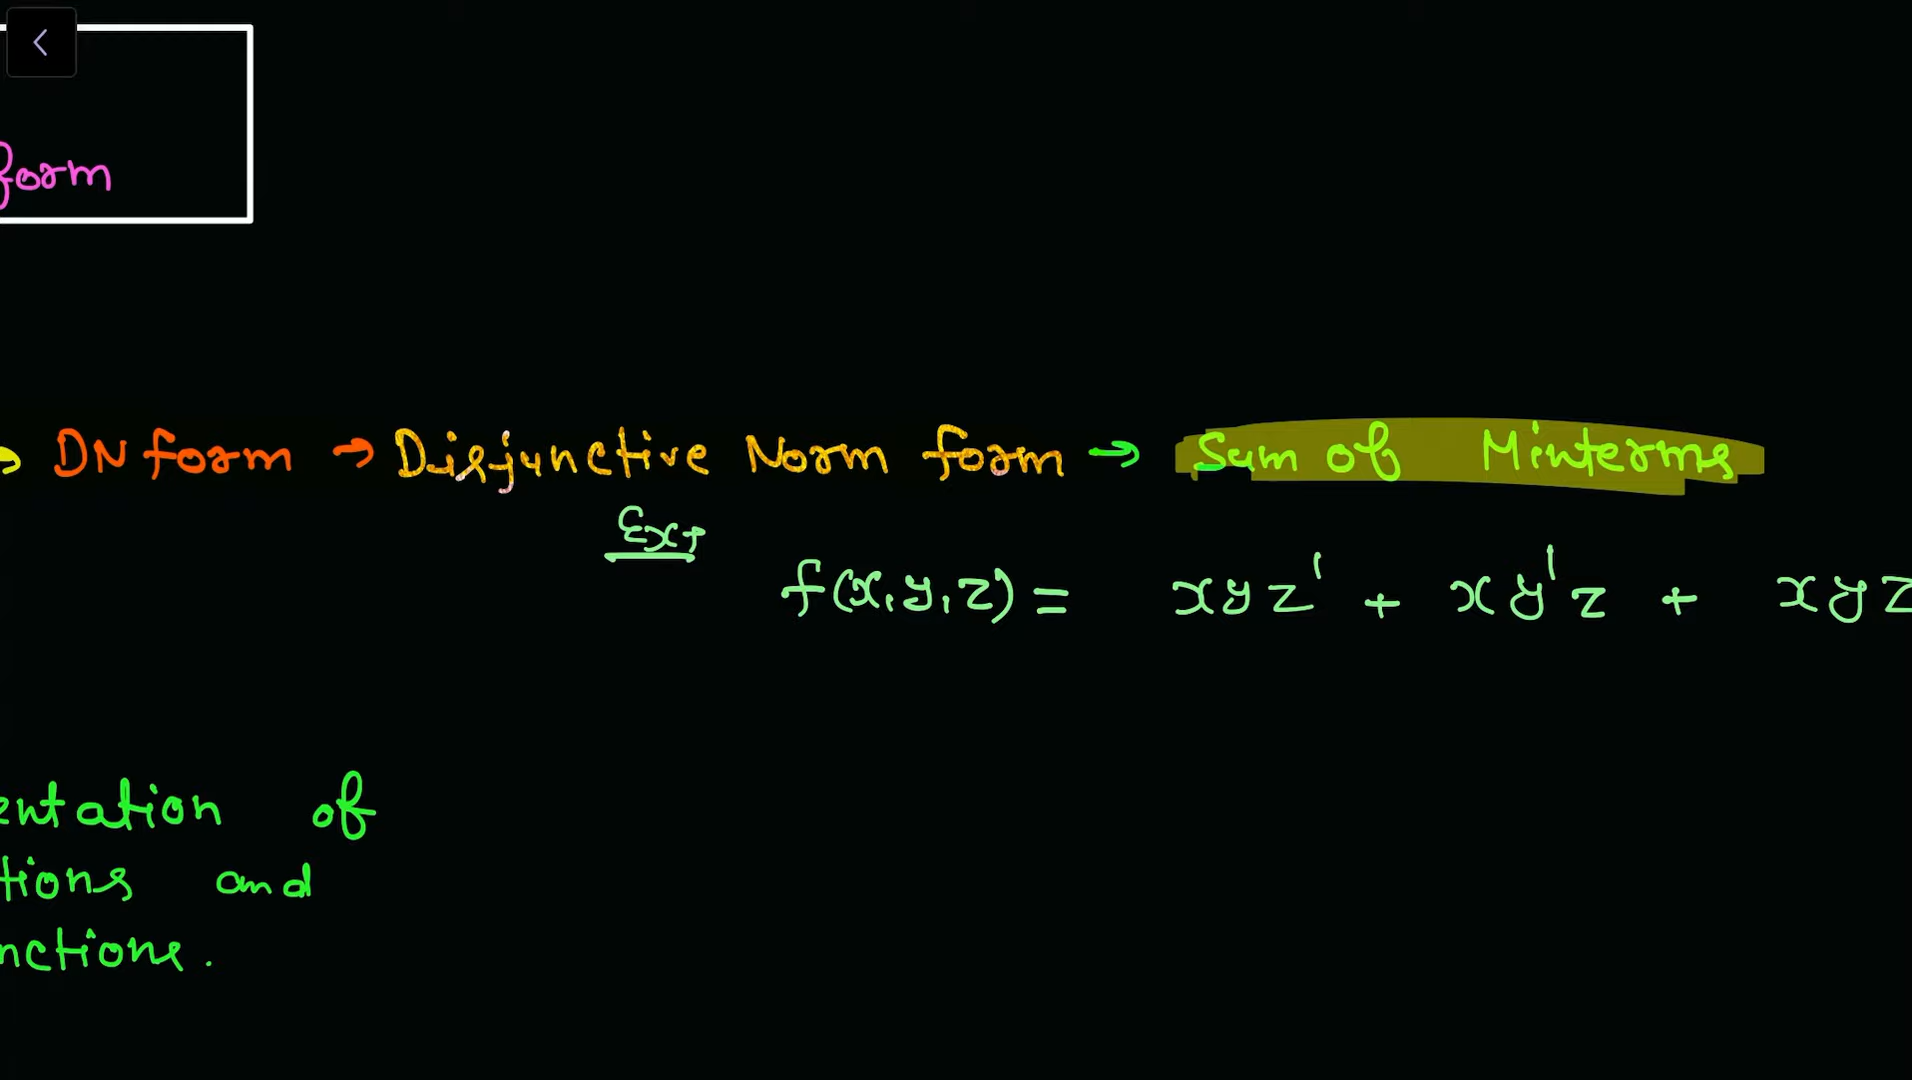 form
DN form → Disjunctive Norm form → Sum of Minterms
Ex,
f(x,y,z) = xyz' + xy'z + xyz
entation of
tions and
nctions.